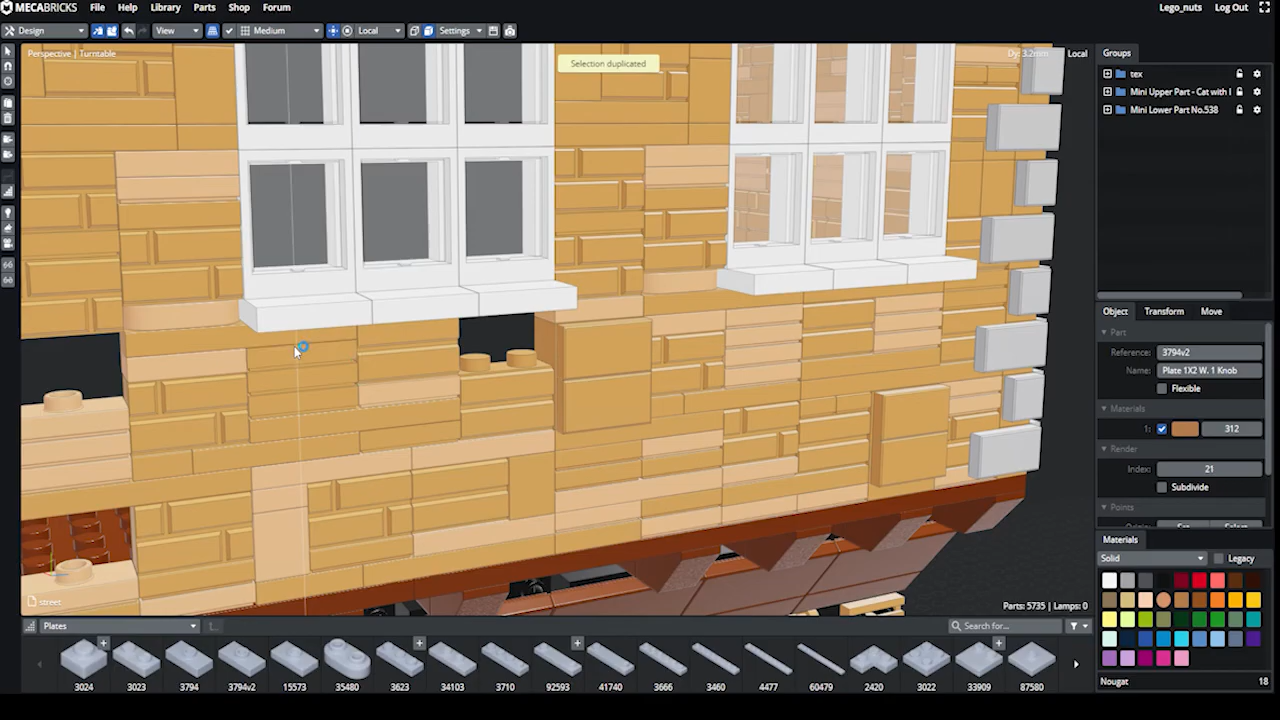 MECABRICKS File Help Library Parts Shop Forum Lego_nuts Log Out
Design View Medium Local Settings
Perspective | Turntable Selection duplicated Dy: 3.2mm Local
Groups
tex
Mini Upper Part - Cat with
Mini Lower Part No.538
Object Transform Move
Part
Reference: 3794v2
Name: Plate 1X2 W. 1 Knob
Flexible
Materials
1: 312
Render
Index: 21
Subdivide
Points
Materials
Solid Legacy
street Parts: 5735 | Lamps: 0
Plates Search for...
3024 3023 3794 3794v2 15573 35480 3623 34103 3710 92593 41740 3666 3460 4477 60479 2420 3022 33909 87580
Nougat 18